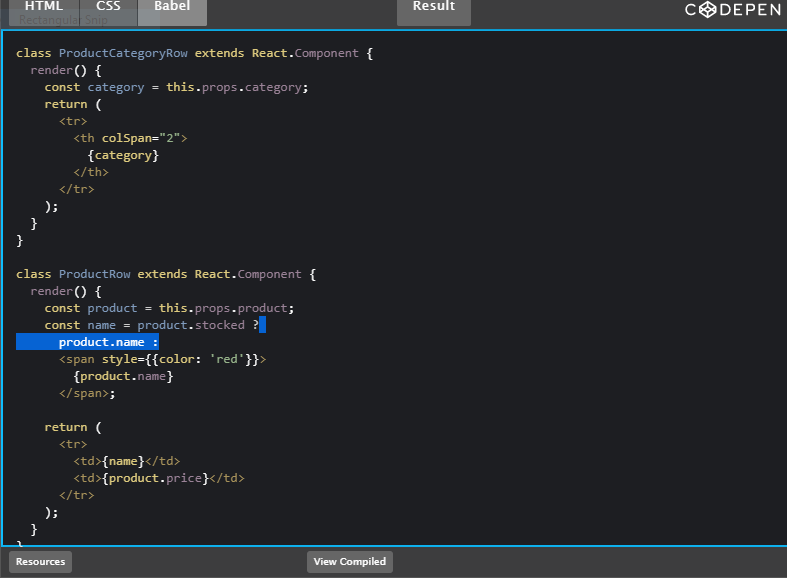 HTML CSS Babel Result CODEPEN
Rectangular Snip
class ProductCategoryRow extends React.Component {
  render() {
    const category = this.props.category;
    return (
      <tr>
        <th colSpan="2">
          {category}
        </th>
      </tr>
    );
  }
}

class ProductRow extends React.Component {
  render() {
    const product = this.props.product;
    const name = product.stocked ?
      product.name :
      <span style={{color: 'red'}}>
        {product.name}
      </span>;

    return (
      <tr>
        <td>{name}</td>
        <td>{product.price}</td>
      </tr>
    );
  }
}
Resources View Compiled